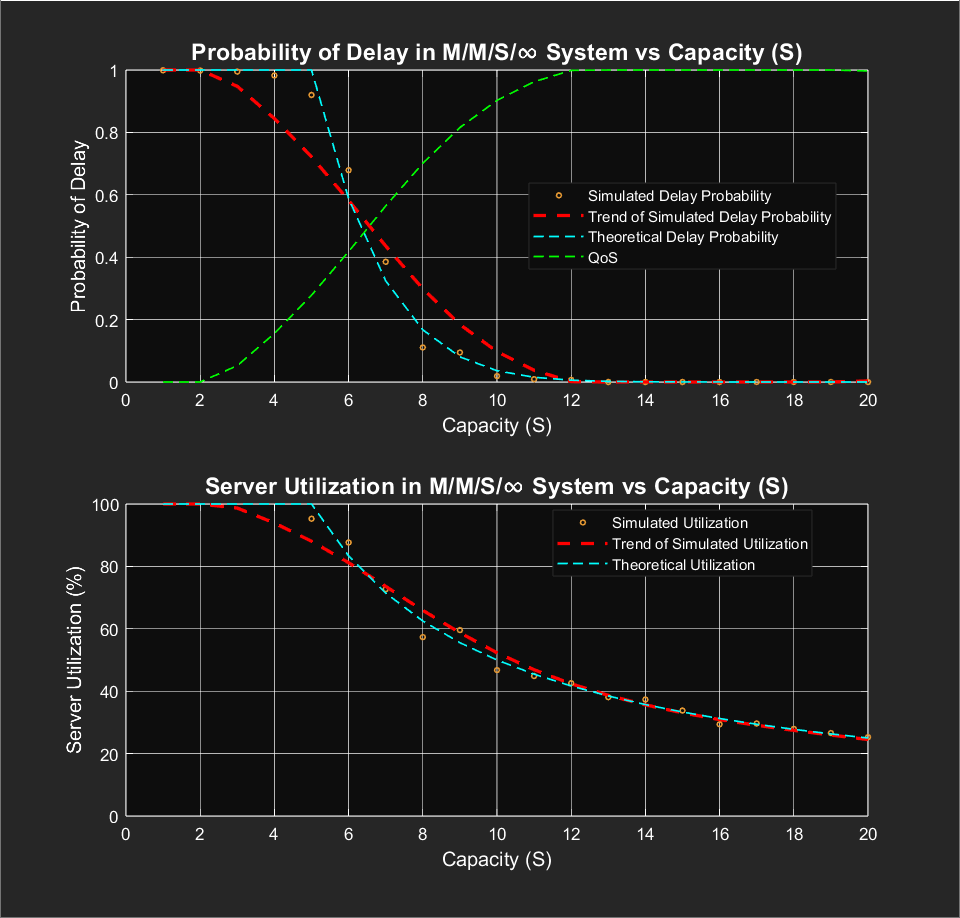 Probability of Delay in M/M/S/∞ System vs Capacity (S)
Probability of Delay
1
0.8
0.6
0.4
0.2
0
Simulated Delay Probability
Trend of Simulated Delay Probability
Theoretical Delay Probability
QoS
0 2 4 6 8 10 12 14 16 18 20
Capacity (S)
Server Utilization in M/M/S/∞ System vs Capacity (S)
Server Utilization (%)
100
80
60
40
20
0
Simulated Utilization
Trend of Simulated Utilization
Theoretical Utilization
0 2 4 6 8 10 12 14 16 18 20
Capacity (S)